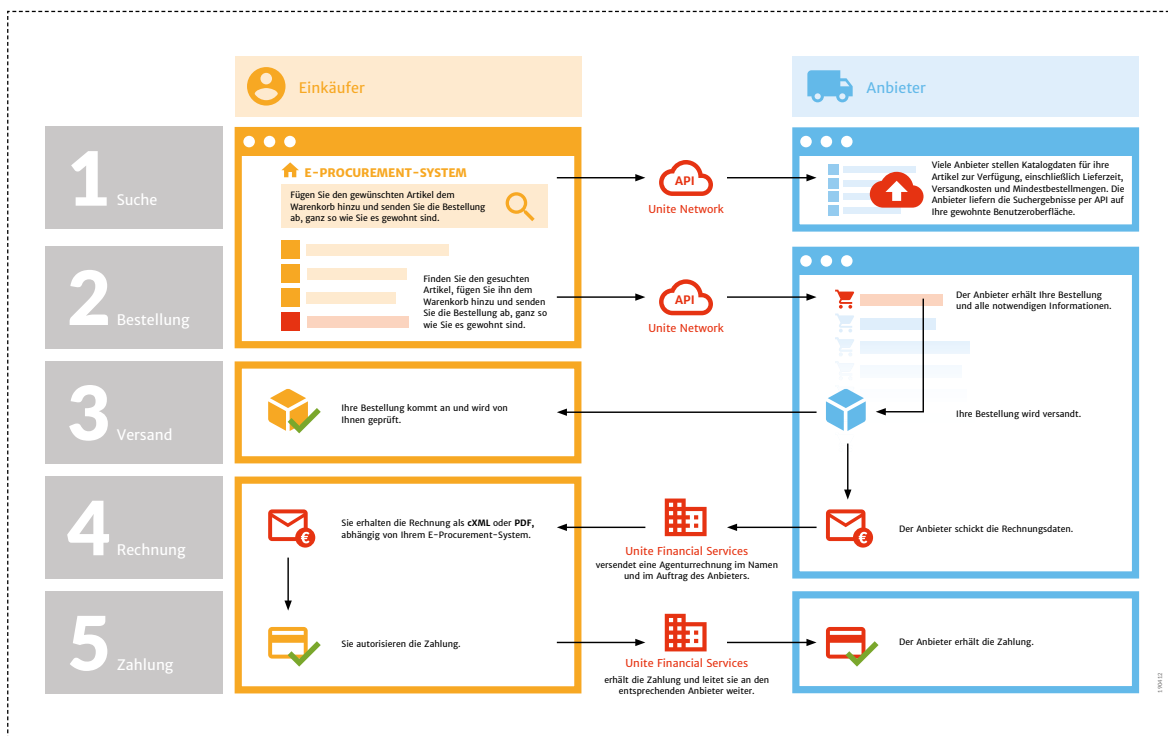 Einkäufer
Anbieter
1
Suche
E-PROCUREMENT-SYSTEM
Fügen Sie den gewünschten Artikel dem
Warenkorb hinzu und senden Sie die Bestellung
ab, ganz so wie Sie es gewohnt sind.
API
Unite Network
Viele Anbieter stellen Katalogdaten für ihre
Artikel zur Verfügung, einschließlich Lieferzeit,
Versandkosten und Mindestbestellmengen. Die
Anbieter liefern die Suchergebnisse per API auf
Ihre gewohnte Benutzeroberfläche.
2
Bestellung
Finden Sie den gesuchten
Artikel, fügen Sie ihn dem
Warenkorb hinzu und senden
Sie die Bestellung ab, ganz so
wie Sie es gewohnt sind.
API
Unite Network
Der Anbieter erhält Ihre Bestellung
und alle notwendigen Informationen.
3
Versand
Ihre Bestellung kommt an und wird von
Ihnen geprüft.
Ihre Bestellung wird versandt.
4
Rechnung
Sie erhalten die Rechnung als cXML oder PDF,
abhängig von Ihrem E-Procurement-System.
€
Unite Financial Services
versendet eine Agenturrechnung im Namen
und im Auftrag des Anbieters.
€
Der Anbieter schickt die Rechnungsdaten.
5
Zahlung
Sie autorisieren die Zahlung.
Unite Financial Services
erhält die Zahlung und leitet sie an den
entsprechenden Anbieter weiter.
Der Anbieter erhält die Zahlung.
190412